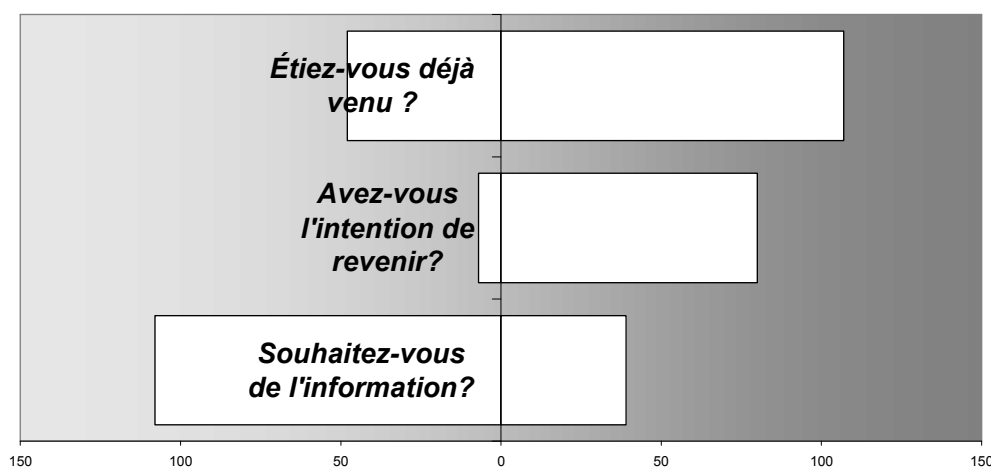 Étiez-vous déjà
venu ?
Avez-vous
l'intention de
revenir?
Souhaitez-vous
de l'information?
150 100 50 0 50 100 150